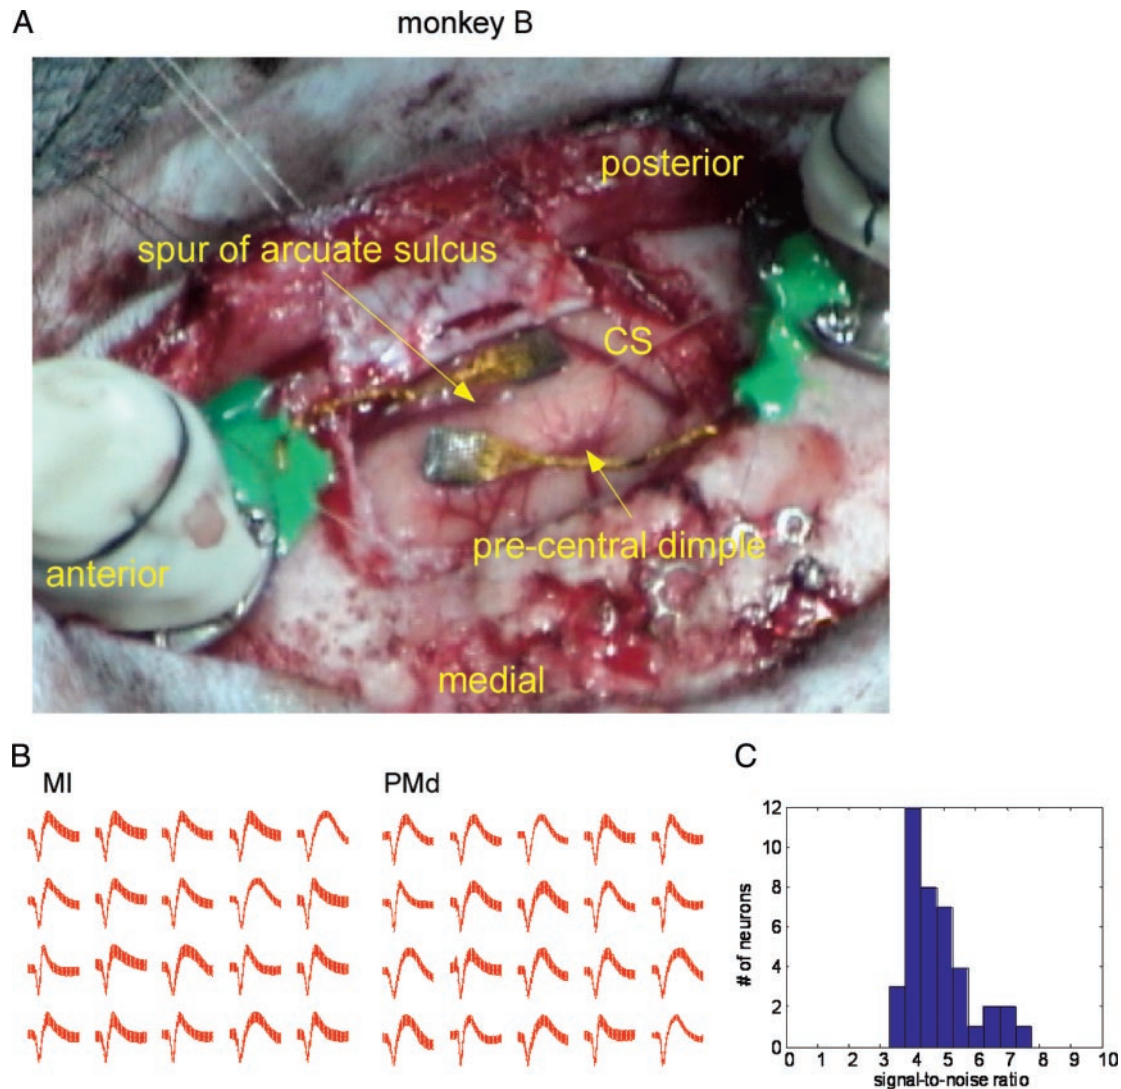 A
monkey B
posterior
spur of arcuate sulcus
CS
pre-central dimple
anterior
medial
B
MI
PMd
C
12
10
8
6
4
2
0
# of neurons
0 1 2 3 4 5 6 7 8 9 10
signal-to-noise ratio